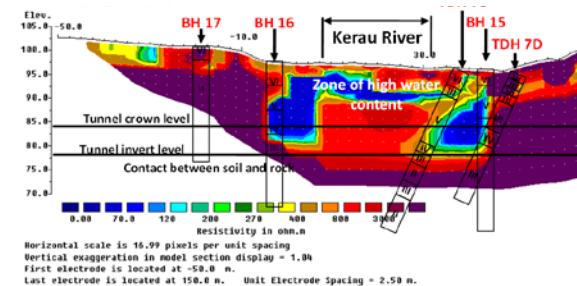 Elev.
-50.0
BH 17
BH 16
Kerau River
BH 15
105.0
-10.0
30.0
TDH 7D
100.0
95.0
Zone of high water
content
90.0
85.0
Tunnel crown level
80.0
Tunnel invert level
75.0
Contact between soil and rock
70.0
0.00 70.0 120 200 270 400 800 3000
Resistivity in ohm.m
Horizontal scale is 16.99 pixels per unit spacing
Vertical exaggeration in model section display = 1.04
First electrode is located at -50.0 m.
Last electrode is located at 150.0 m. Unit Electrode Spacing = 2.50 m.